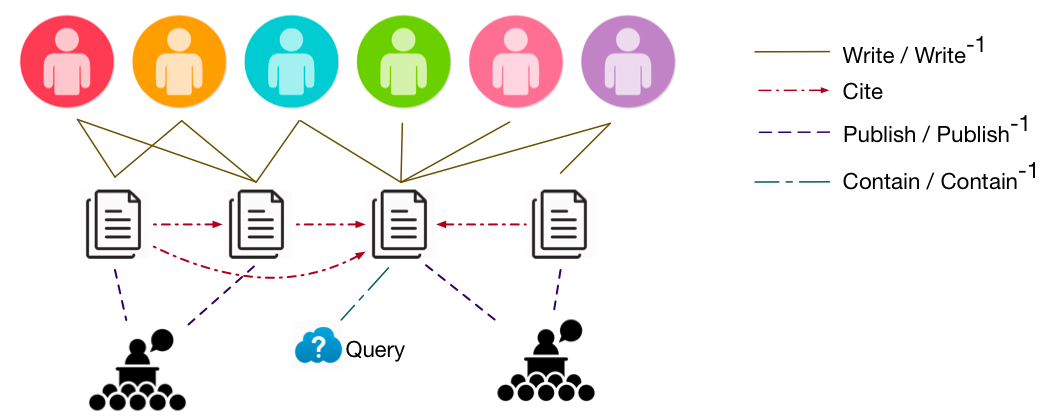 Write / Write-1
Cite
Publish / Publish-1
Contain / Contain-1
?
Query